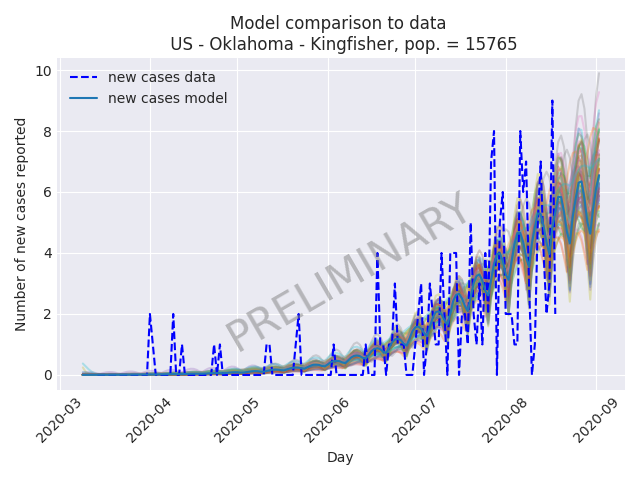 Model comparison to data
US - Oklahoma - Kingfisher, pop. = 15765
Number of new cases reported
10
8
6
4
2
0
new cases data
new cases model
PRELIMINARY
2020-03
2020-04
2020-05
2020-06
2020-07
2020-08
2020-09
Day